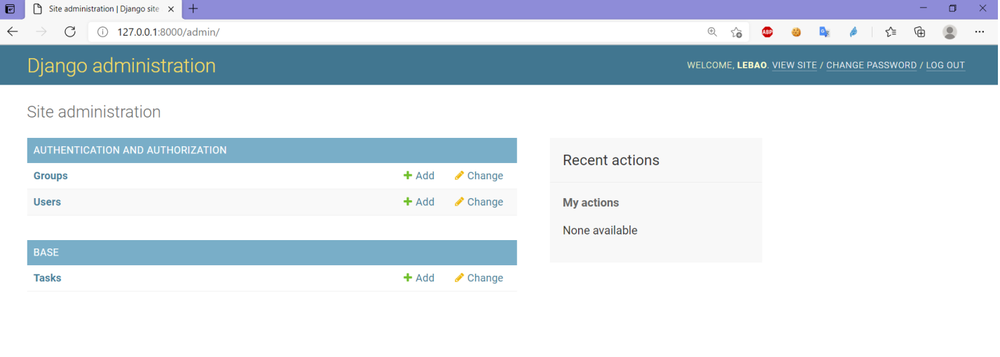 Site administration | Django site
127.0.0.1:8000/admin/
ABP
Django administration
WELCOME, LEBAO. VIEW SITE / CHANGE PASSWORD / LOG OUT
Site administration
AUTHENTICATION AND AUTHORIZATION
Groups Add Change
Users Add Change
BASE
Tasks Add Change
Recent actions
My actions
None available